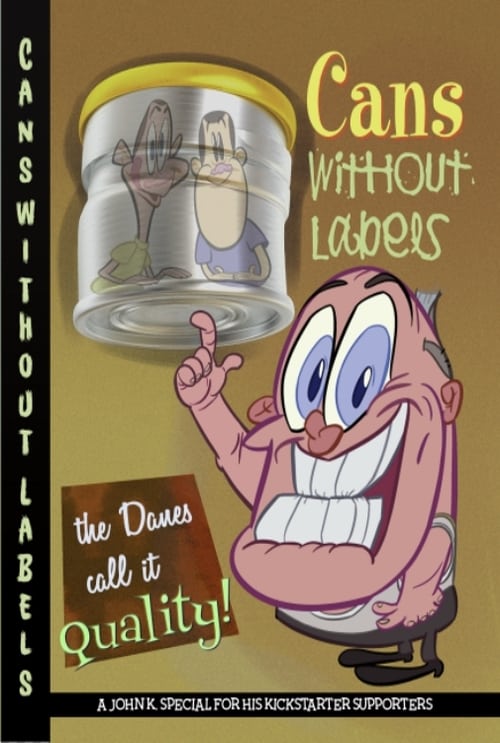 CANS WITHOUT LABELS
Cans
Without
Labels
the Danes
call it
Quality!
A JOHN K. SPECIAL FOR HIS KICKSTARTER SUPPORTERS